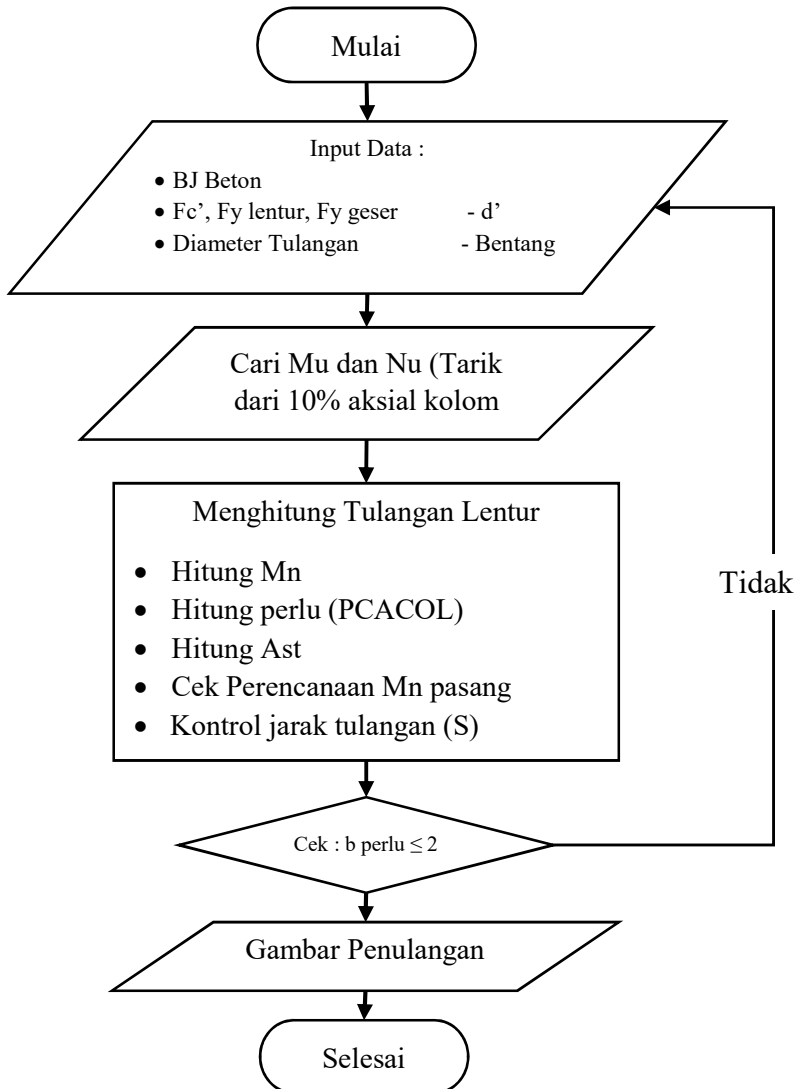 Mulai
Input Data :
• BJ Beton
• Fc’, Fy lentur, Fy geser - d’
• Diameter Tulangan - Bentang
Cari Mu dan Nu (Tarik
dari 10% aksial kolom
Menghitung Tulangan Lentur
• Hitung Mn
• Hitung perlu (PCACOL)
• Hitung Ast
• Cek Perencanaan Mn pasang
• Kontrol jarak tulangan (S)
Tidak
Cek : b perlu ≤ 2
Gambar Penulangan
Selesai